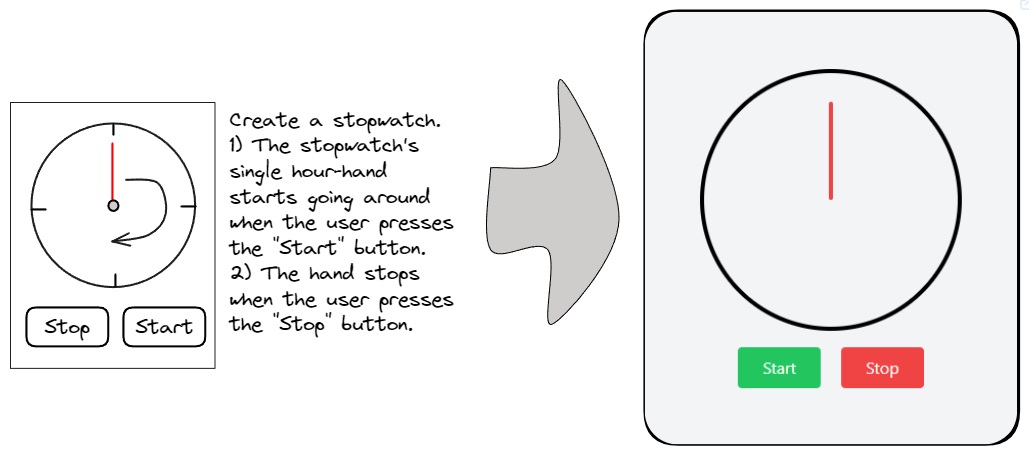 Create a stopwatch.
1) The stopwatch's
single hour-hand
starts going around
when the user presses
the "Start" button.
2) The hand stops
when the user presses
the "Stop" button.
Stop
Start
Start
Stop